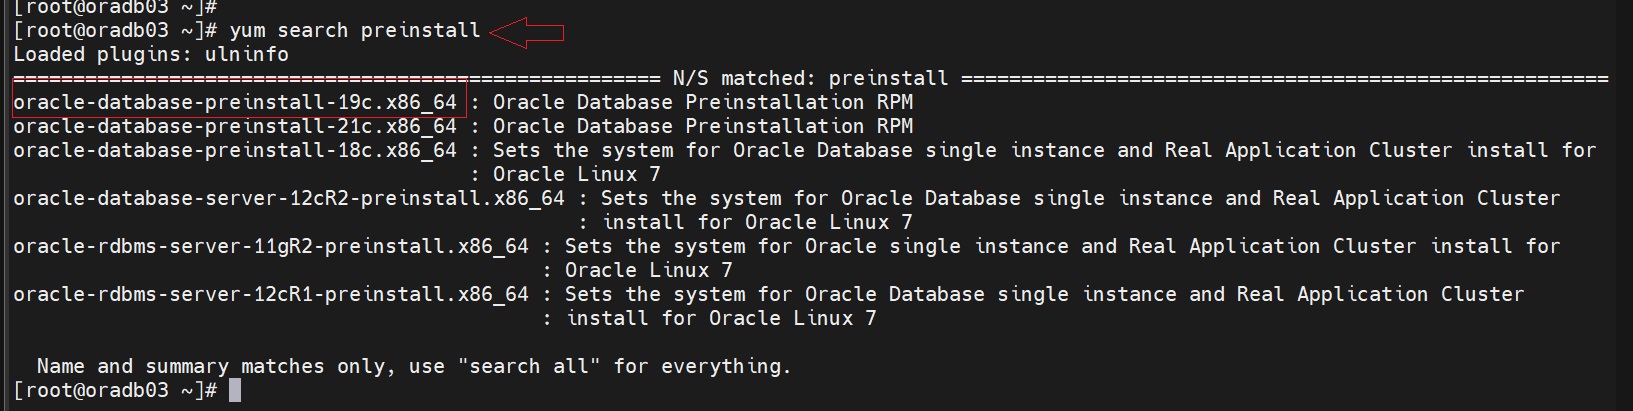 [root@oradb03 ~]#
[root@oradb03 ~]# yum search preinstall
Loaded plugins: ulninfo
====================================================== N/S matched: preinstall ======================================================
oracle-database-preinstall-19c.x86_64 : Oracle Database Preinstallation RPM
oracle-database-preinstall-21c.x86_64 : Oracle Database Preinstallation RPM
oracle-database-preinstall-18c.x86_64 : Sets the system for Oracle Database single instance and Real Application Cluster install for
: Oracle Linux 7
oracle-database-server-12cR2-preinstall.x86_64 : Sets the system for Oracle Database single instance and Real Application Cluster
: install for Oracle Linux 7
oracle-rdbms-server-11gR2-preinstall.x86_64 : Sets the system for Oracle single instance and Real Application Cluster install for
: Oracle Linux 7
oracle-rdbms-server-12cR1-preinstall.x86_64 : Sets the system for Oracle Database single instance and Real Application Cluster
: install for Oracle Linux 7
Name and summary matches only, use "search all" for everything.
[root@oradb03 ~]#